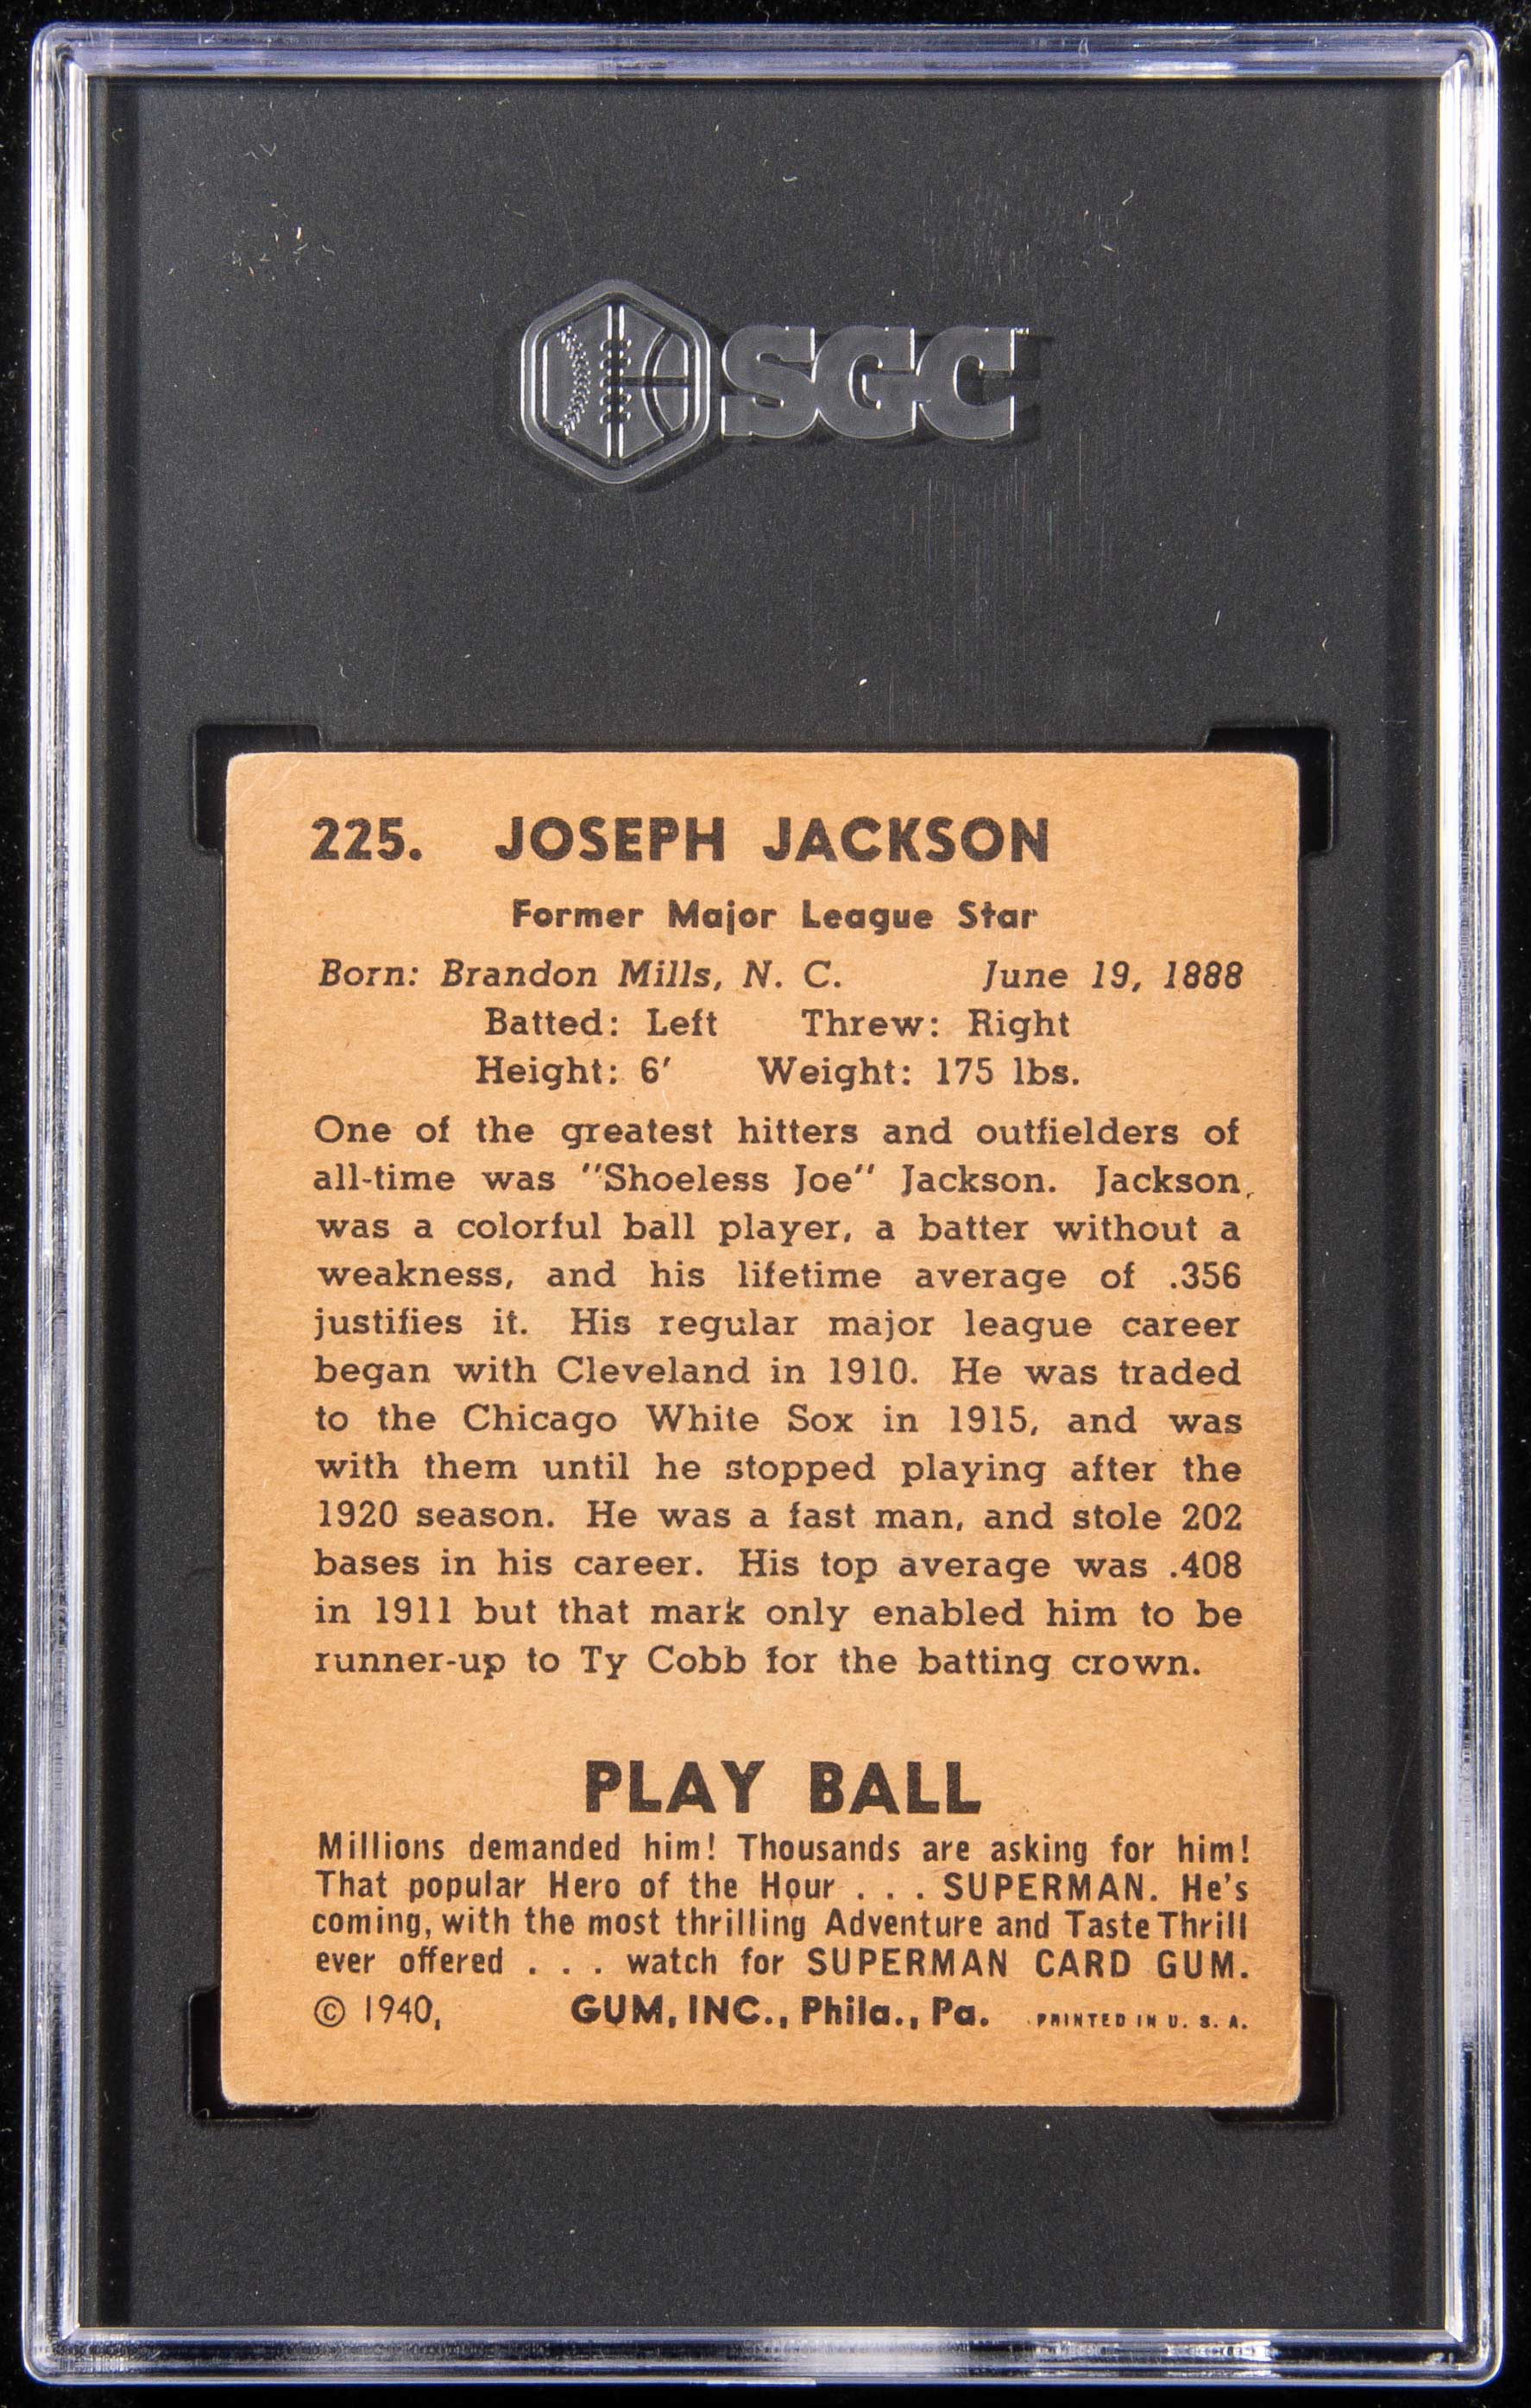 SGC
225. JOSEPH JACKSON
Former Major League Star
Born: Brandon Mills, N. C. June 19, 1888
Batted: Left Threw: Right
Height: 6' Weight: 175 lbs.
One of the greatest hitters and outfielders of
all-time was "Shoeless Joe" Jackson. Jackson,
was a colorful ball player, a batter without a
weakness, and his lifetime average of .356
justifies it. His regular major league career
began with Cleveland in 1910. He was traded
to the Chicago White Sox in 1915, and was
with them until he stopped playing after the
1920 season. He was a fast man, and stole 202
bases in his career. His top average was .408
in 1911 but that mark only enabled him to be
runner-up to Ty Cobb for the batting crown.
PLAY BALL
Millions demanded him! Thousands are asking for him!
That popular Hero of the Hour . . . SUPERMAN. He's
coming, with the most thrilling Adventure and Taste Thrill
ever offered . . . watch for SUPERMAN CARD GUM.
© 1940, GUM, INC., Phila., Pa. PRINTED IN U. S. A.